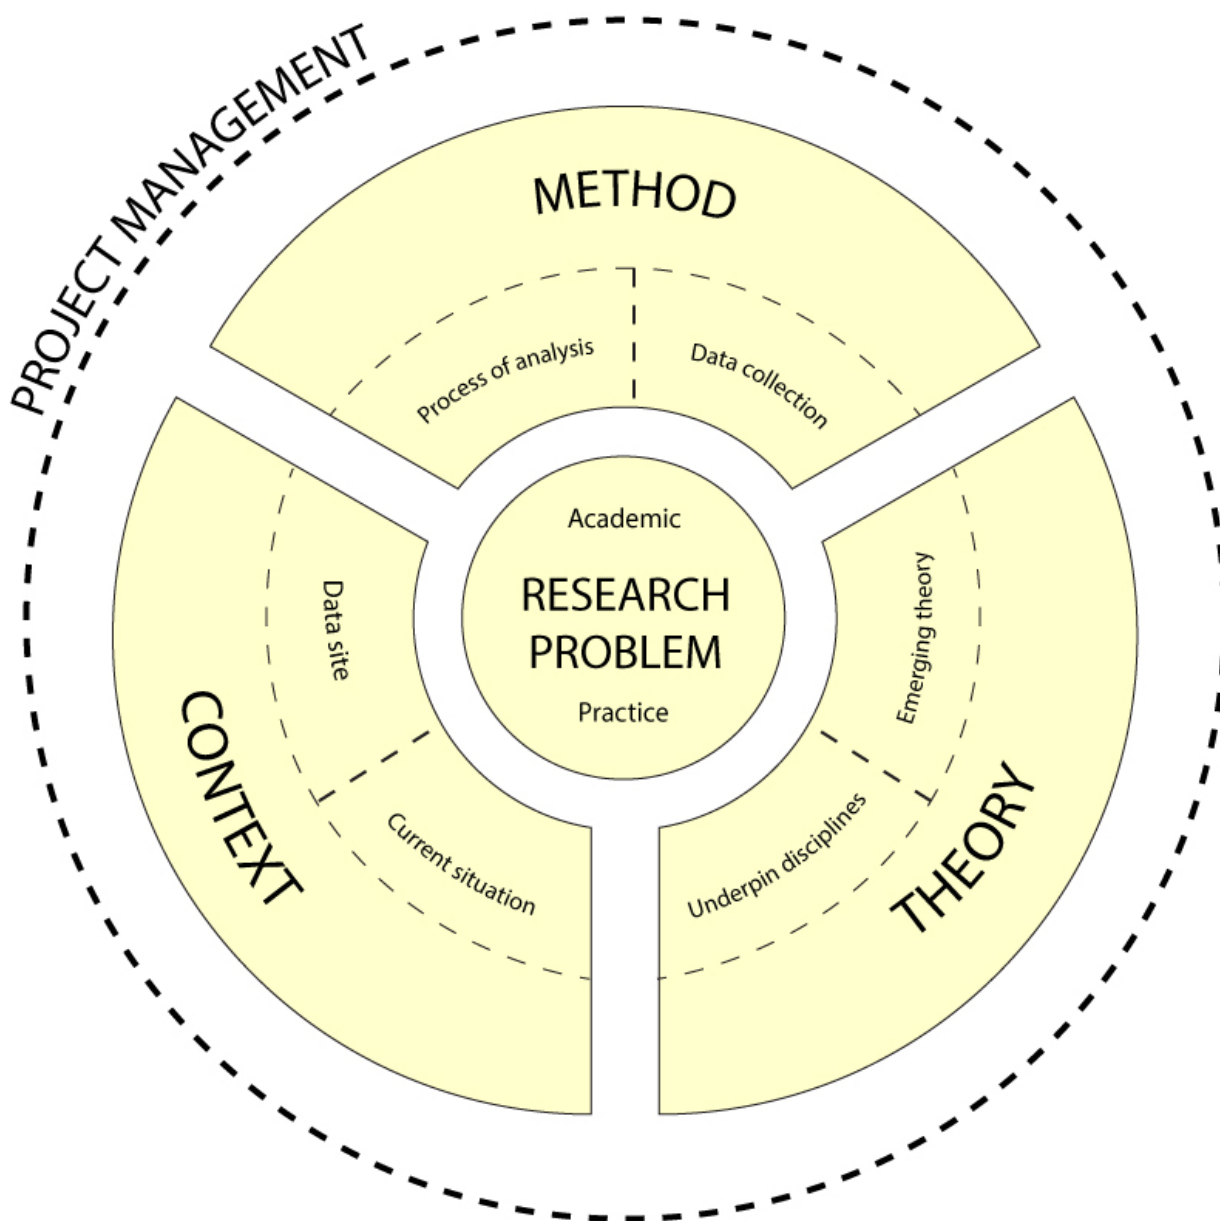 PROJECT MANAGEMENT
METHOD
Process of analysis
Data collection
Academic
RESEARCH
PROBLEM
Practice
Data site
Current situation
CONTEXT
Emerging theory
Underpin disciplines
THEORY